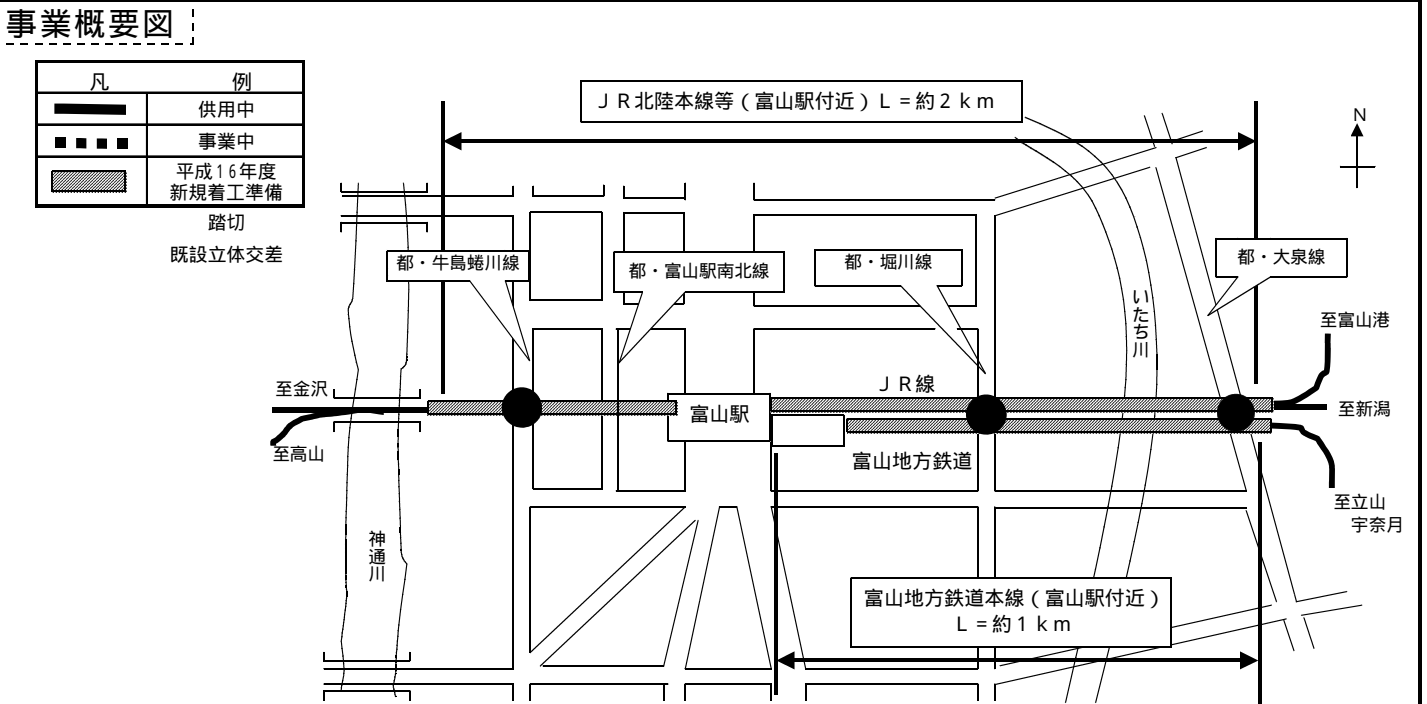 事業概要図
凡 例
供用中
事業中
平成16年度
新規着工準備
踏切
既設立体交差
JR北陸本線等(富山駅付近)L=約2km
N
都・牛島蜷川線
都・富山駅南北線
都・堀川線
都・大泉線
いたち川
至富山港
至金沢
JR線
富山駅
至新潟
至高山
富山地方鉄道
至立山
宇奈月
神通川
富山地方鉄道本線(富山駅付近)
L=約1km